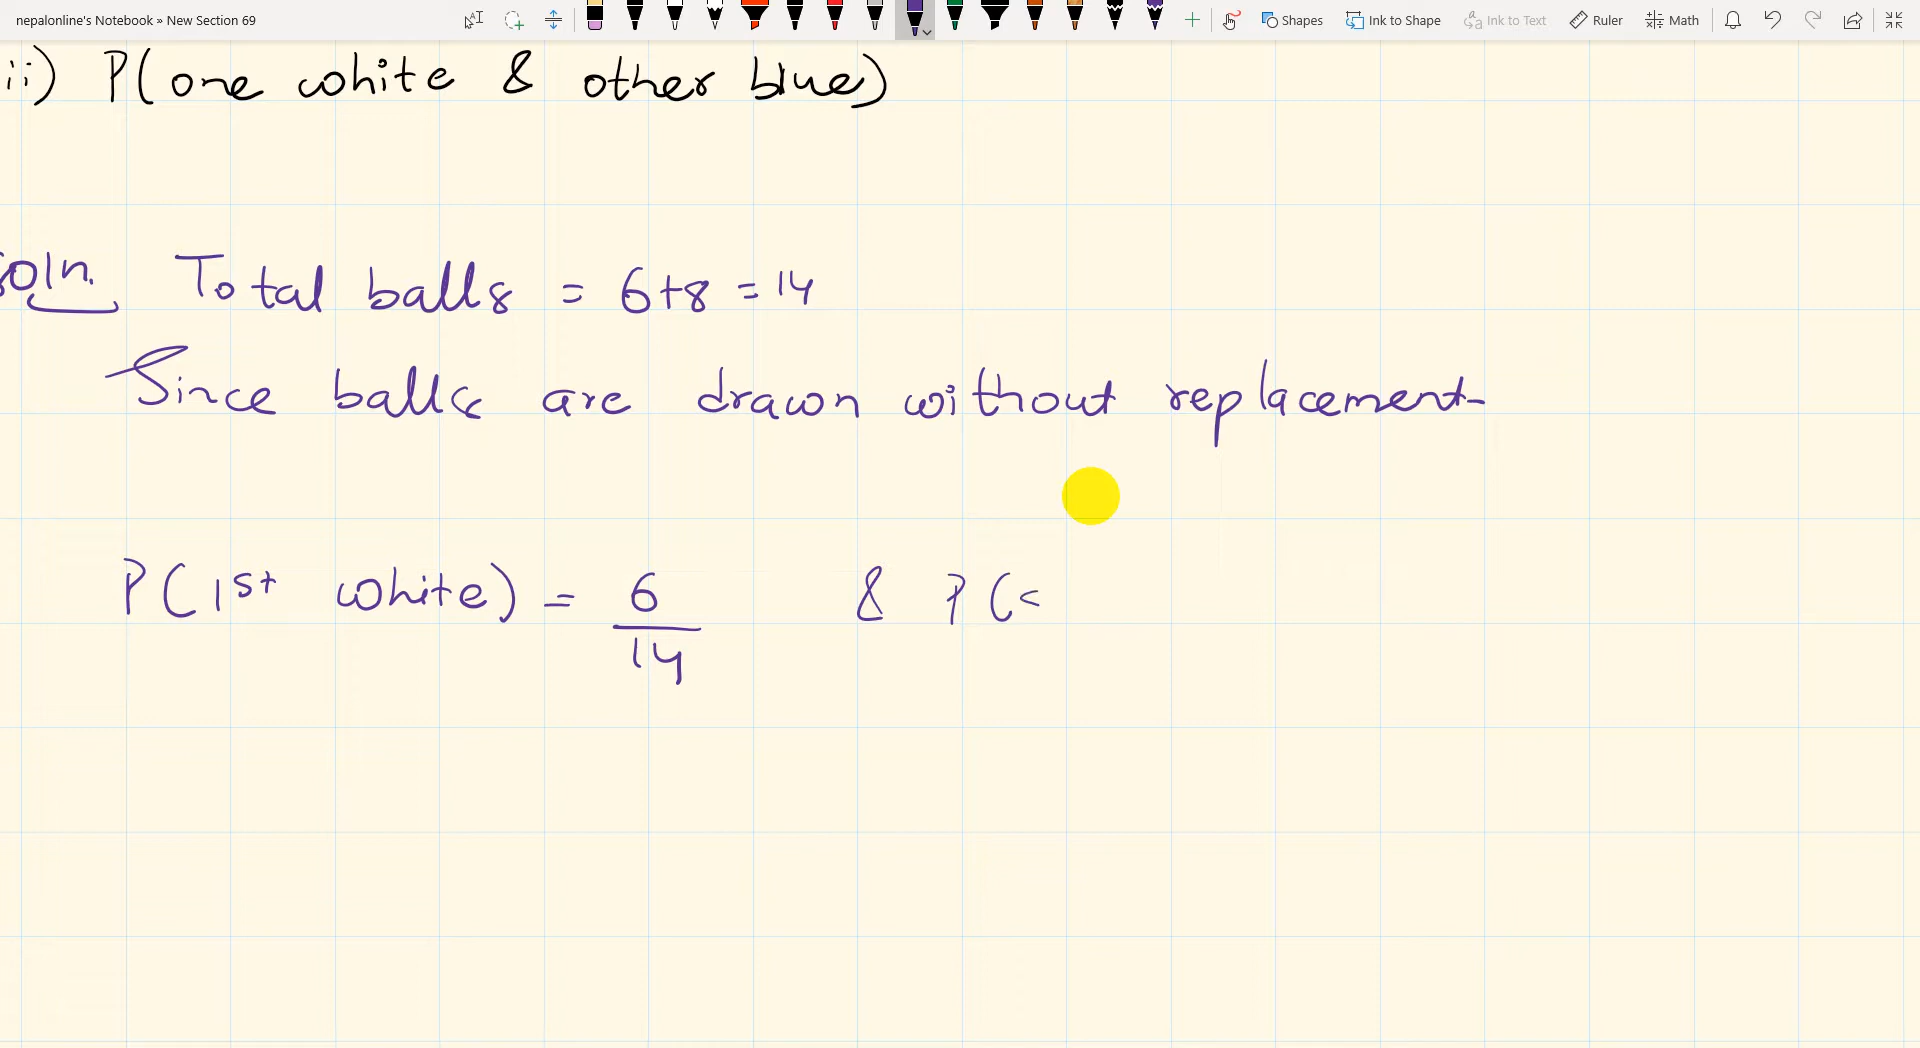 nepalonline's Notebook » New Section 69
Shapes Ink to Shape Ink to Text Ruler Math
ii) P(one white & other blue)
Soln. Total balls = 6+8 = 14
Since balls are drawn without replacement-
P(1st white) = 6/14 & P(